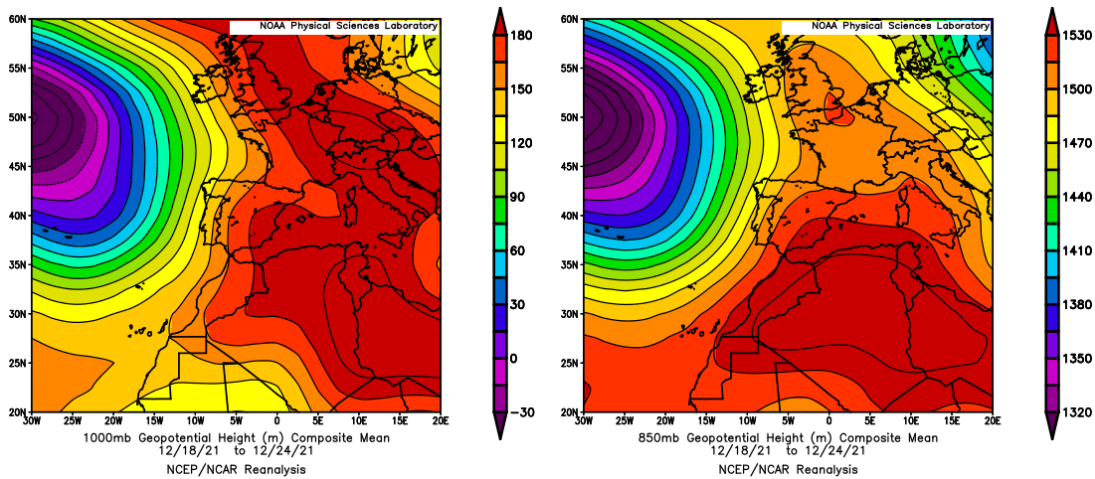 NOAA Physical Sciences Laboratory
60N
55N
50N
45N
40N
35N
30N
25N
20N
30W 25W 20W 15W 10W 5W 0 5E 10E 15E 20E
180
150
120
90
60
30
0
-30
1000mb Geopotential Height (m) Composite Mean
12/18/21 to 12/24/21
NCEP/NCAR Reanalysis
NOAA Physical Sciences Laboratory
60N
55N
50N
45N
40N
35N
30N
25N
20N
30W 25W 20W 15W 10W 5W 0 5E 10E 15E 20E
1530
1500
1470
1440
1410
1380
1350
1320
850mb Geopotential Height (m) Composite Mean
12/18/21 to 12/24/21
NCEP/NCAR Reanalysis